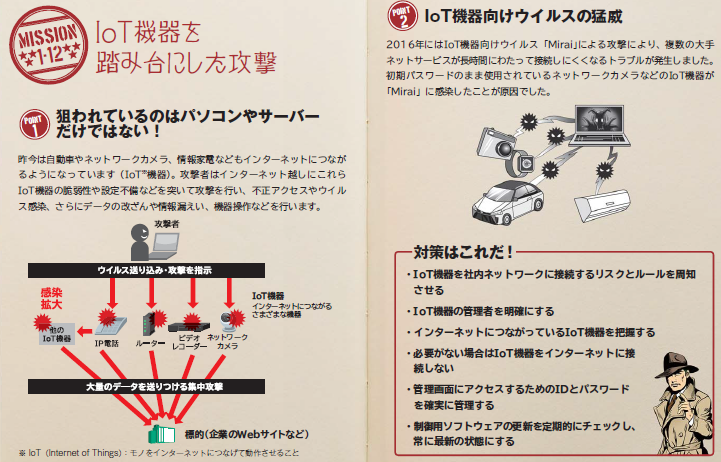 MISSION
1-12
IoT機器を
踏み台にした攻撃
POINT
1
狙われているのはパソコンやサーバー
だけではない！
昨今は自動車やネットワークカメラ、情報家電などもインターネットにつなが
るようになっています（IoT※機器）。攻撃者はインターネット越しにこれら
IoT機器の脆弱性や設定不備などを突いて攻撃を行い、不正アクセスやウイル
ス感染、さらにデータの改ざんや情報漏えい、機器操作などを行います。
攻撃者
ウイルス送り込み・攻撃を指示
感染
拡大
IoT機器
インターネットにつながる
さまざまな機器
他の
IoT機器
IP電話
ルーター
ビデオ
レコーダー
ネットワーク
カメラ
大量のデータを送りつける集中攻撃
標的（企業のWebサイトなど）
※ IoT（Internet of Things）：モノをインターネットにつなげて動作させること
POINT
2
IoT機器向けウイルスの猛威
2016年にはIoT機器向けウイルス「Mirai」による攻撃により、複数の大手
ネットサービスが長時間にわたって接続しにくくなるトラブルが発生しました。
初期パスワードのまま使用されているネットワークカメラなどのIoT機器が
「Mirai」に感染したことが原因でした。
対策はこれだ！
・IoT機器を社内ネットワークに接続するリスクとルールを周知
させる
・IoT機器の管理者を明確にする
・インターネットにつながっているIoT機器を把握する
・必要がない場合はIoT機器をインターネットに接
続しない
・管理画面にアクセスするためのIDとパスワード
を確実に管理する
・制御用ソフトウェアの更新を定期的にチェックし、
常に最新の状態にする